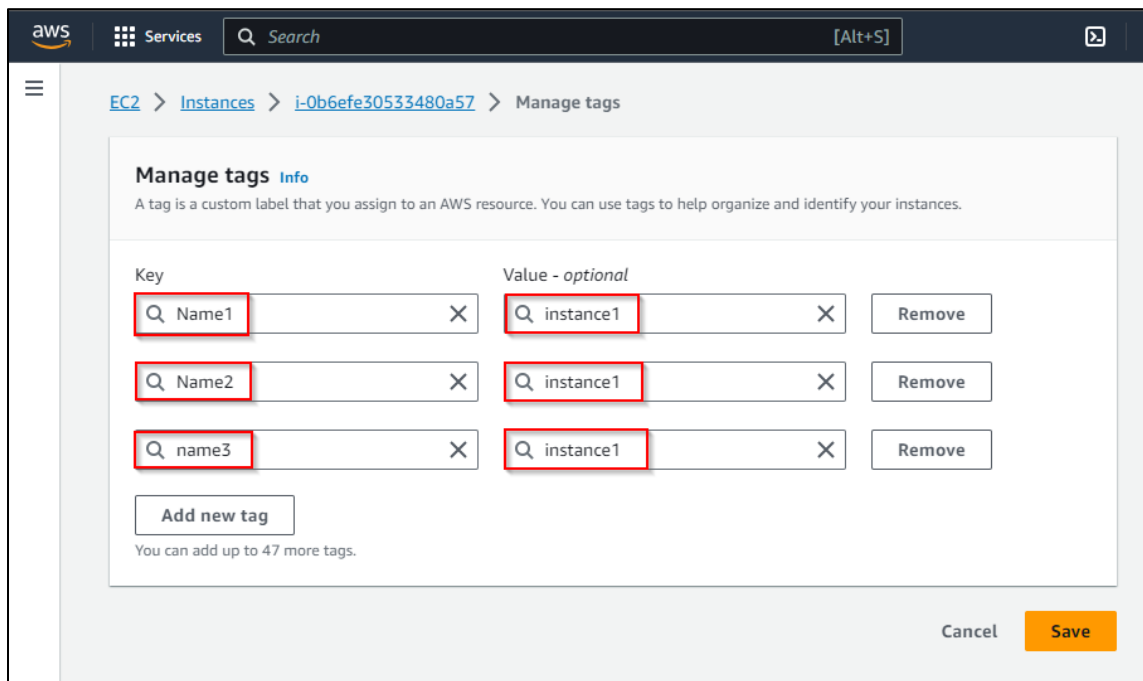 aws Services Search [Alt+S]
EC2 > Instances > i-0b6efe30533480a57 > Manage tags
Manage tags Info
A tag is a custom label that you assign to an AWS resource. You can use tags to help organize and identify your instances.
Key Value - optional
Name1 instance1 Remove
Name2 instance1 Remove
name3 instance1 Remove
Add new tag
You can add up to 47 more tags.
Cancel Save